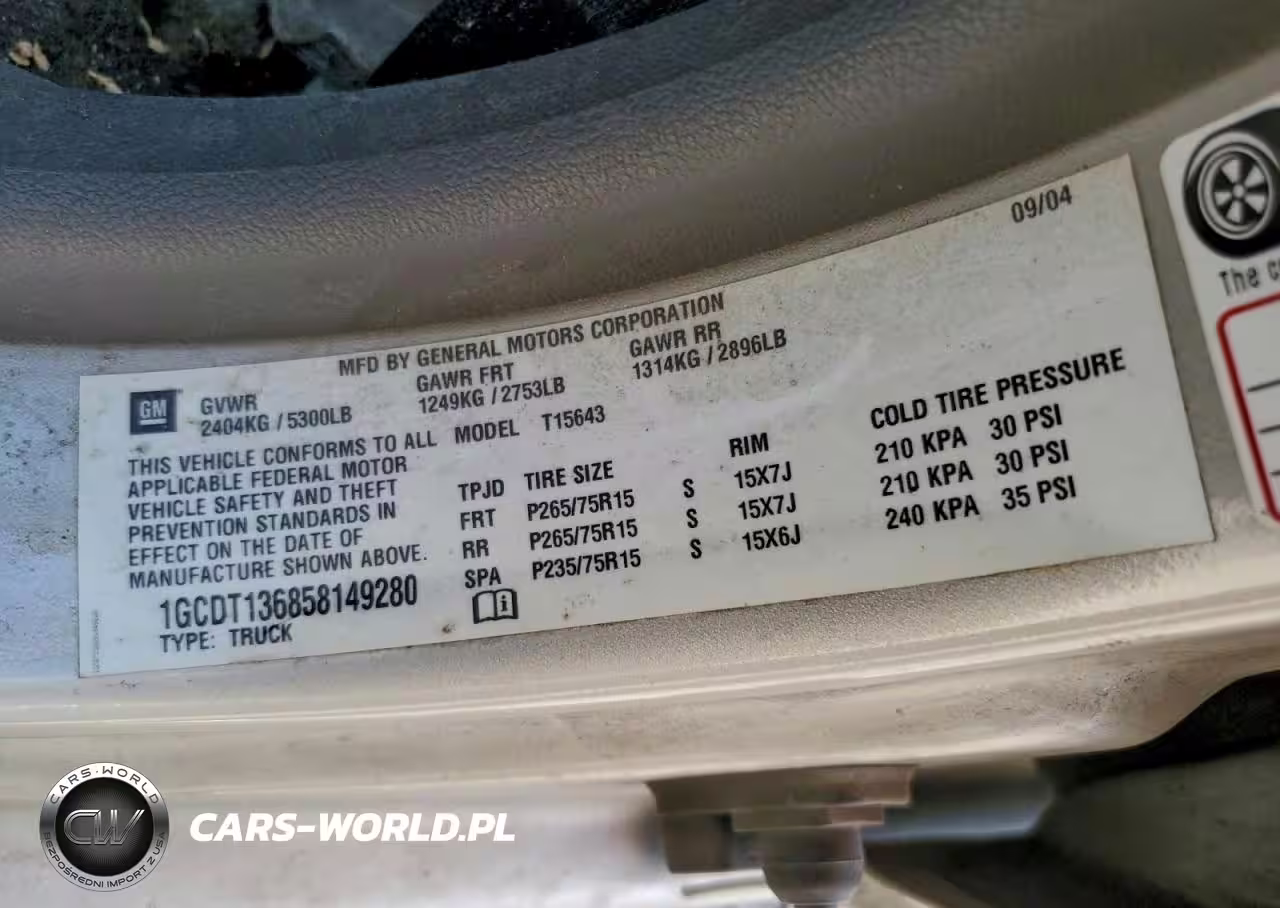 09/04
MFD BY GENERAL MOTORS CORPORATION
GM GVWR GAWR FRT GAWR RR
2404KG / 5300LB 1249KG / 2753LB 1314KG / 2896LB
THIS VEHICLE CONFORMS TO ALL
APPLICABLE FEDERAL MOTOR
VEHICLE SAFETY AND THEFT
PREVENTION STANDARDS IN
EFFECT ON THE DATE OF
MANUFACTURE SHOWN ABOVE.
1GCDT136858149280
TYPE: TRUCK
MODEL T15643
TPJD TIRE SIZE RIM COLD TIRE PRESSURE
FRT P265/75R15 S 15X7J 210 KPA 30 PSI
RR P265/75R15 S 15X7J 210 KPA 30 PSI
SPA P235/75R15 S 15X6J 240 KPA 35 PSI
The
CARS-WORLD
CW
BEZPOŚREDNI IMPORT Z USA
CARS-WORLD.PL